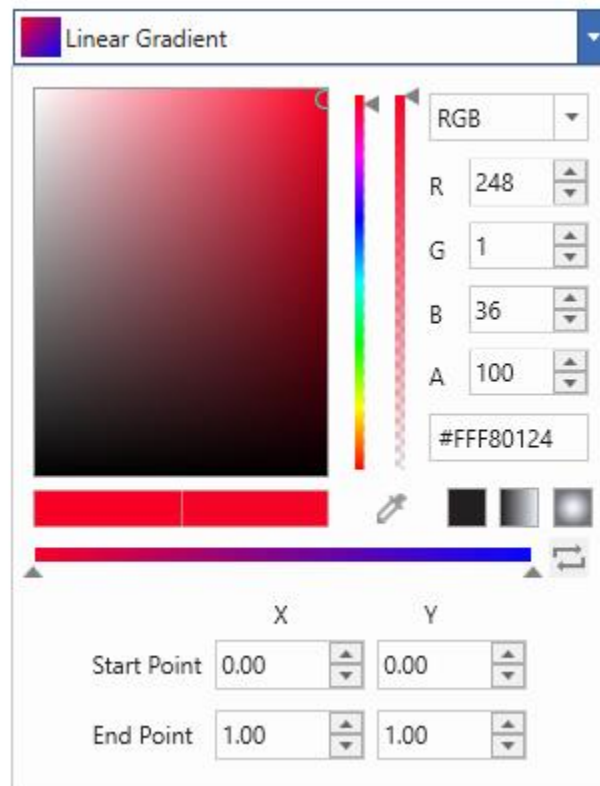 Linear Gradient
RGB
R 248
G 1
B 36
A 100
#FFF80124
X Y
Start Point 0.00 0.00
End Point 1.00 1.00